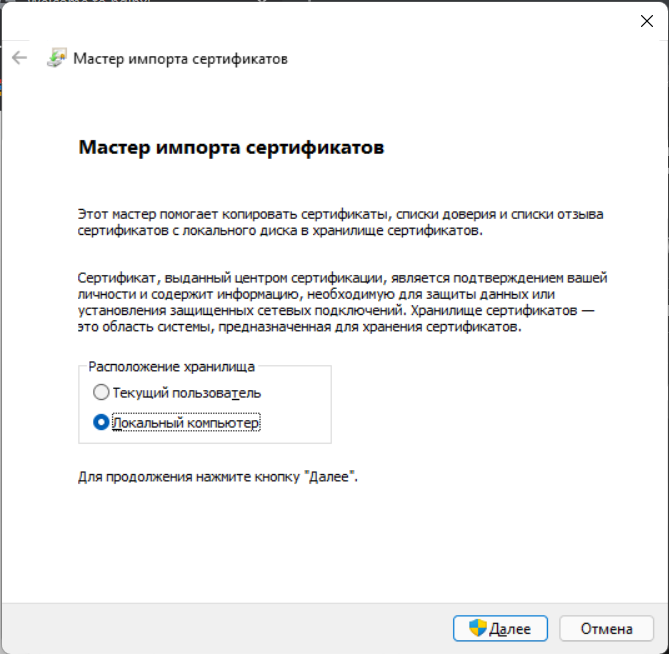 Мастер импорта сертификатов
Мастер импорта сертификатов
Этот мастер помогает копировать сертификаты, списки доверия и списки отзыва
сертификатов с локального диска в хранилище сертификатов.
Сертификат, выданный центром сертификации, является подтверждением вашей
личности и содержит информацию, необходимую для защиты данных или
установления защищенных сетевых подключений. Хранилище сертификатов —
это область системы, предназначенная для хранения сертификатов.
Расположение хранилища
Текущий пользователь
Локальный компьютер
Для продолжения нажмите кнопку "Далее".
Далее
Отмена